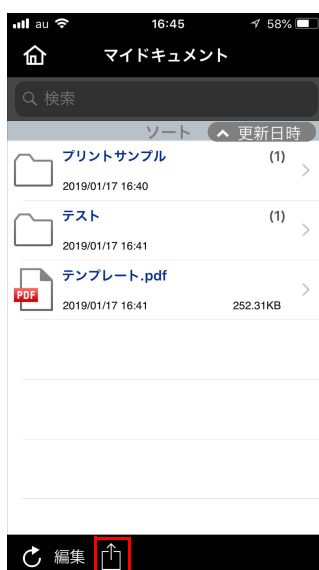 au 16:45 58%
マイドキュメント
検索
ソート 更新日時
プリントサンプル (1)
2019/01/17 16:40
テスト (1)
2019/01/17 16:41
テンプレート.pdf
PDF
2019/01/17 16:41 252.31KB
編集